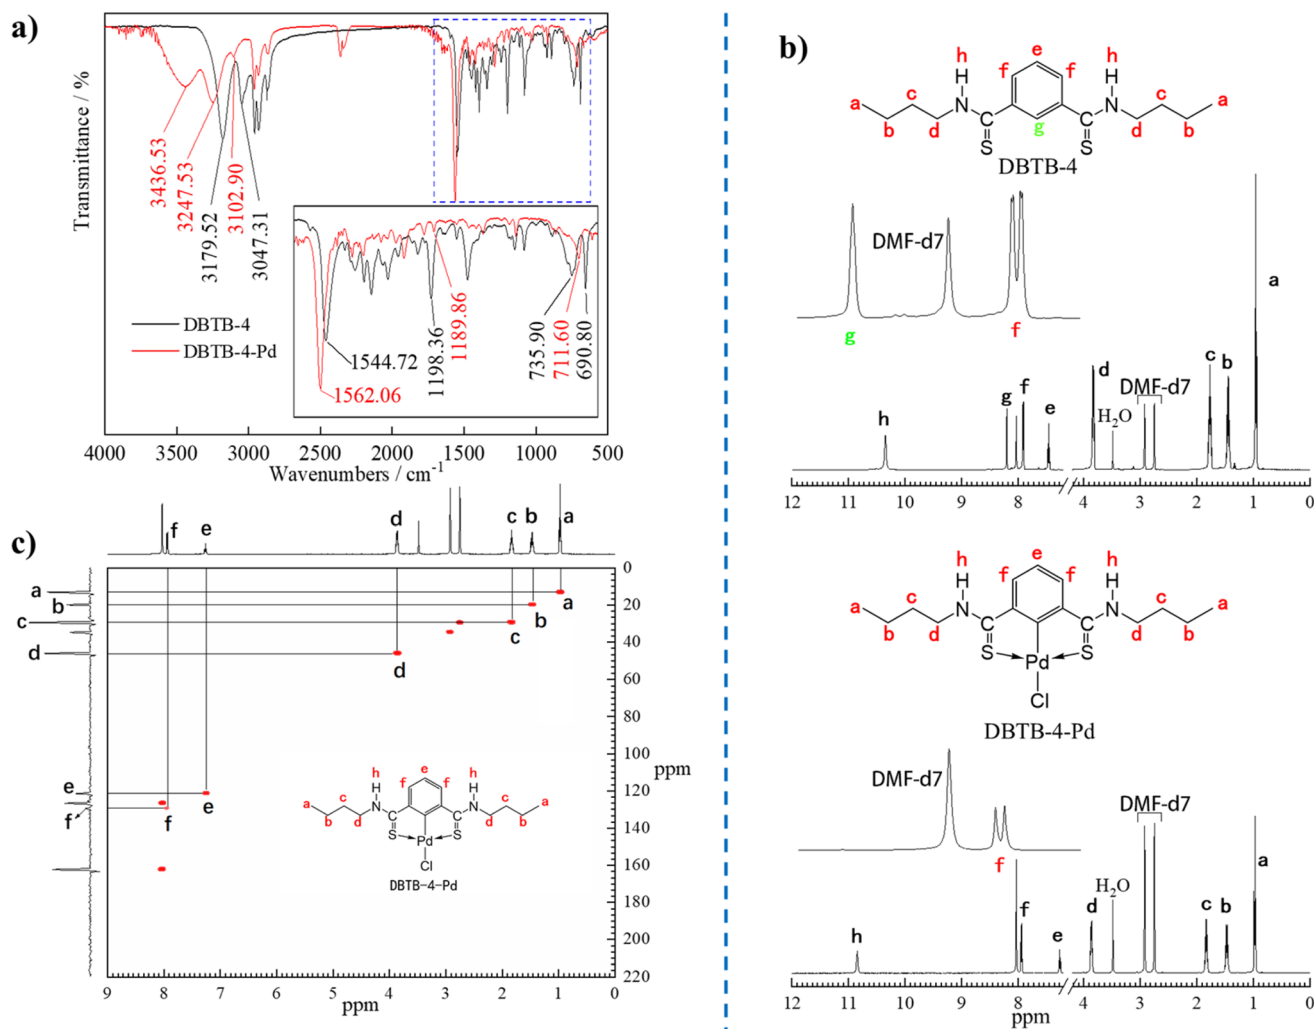 a)
Transmittance / %
3436.53
3247.53
3179.52
3102.90
3047.31
DBTB-4
DBTB-4-Pd
1544.72
1562.06
1198.36
1189.86
735.90
711.60
690.80
4000 3500 3000 2500 2000 1500 1000 500
Wavenumbers / cm-1
b)
h e h
H f f H
a c N N c a
b d S g S d b
DBTB-4
DMF-d7
g f
a
h g f e d H2O DMF-d7 c b
12 11 10 9 8 4 3 2 1 0
h e h
H f f H
a c N N c a
b d S Pd S d b
Cl
DBTB-4-Pd
DMF-d7
f
DMF-d7
a
h f e d H2O c b
12 11 10 9 8 4 3 2 1 0
ppm
c)
f e d c b a
a
b
c
d
e
f
a
b
c
d
e
f
0
20
40
60
80
100
120
140
160
180
200
220
ppm
h e h
H f f H
a c N N c a
b d S Pd S d b
Cl
DBTB-4-Pd
9 8 7 6 5 4 3 2 1 0
ppm